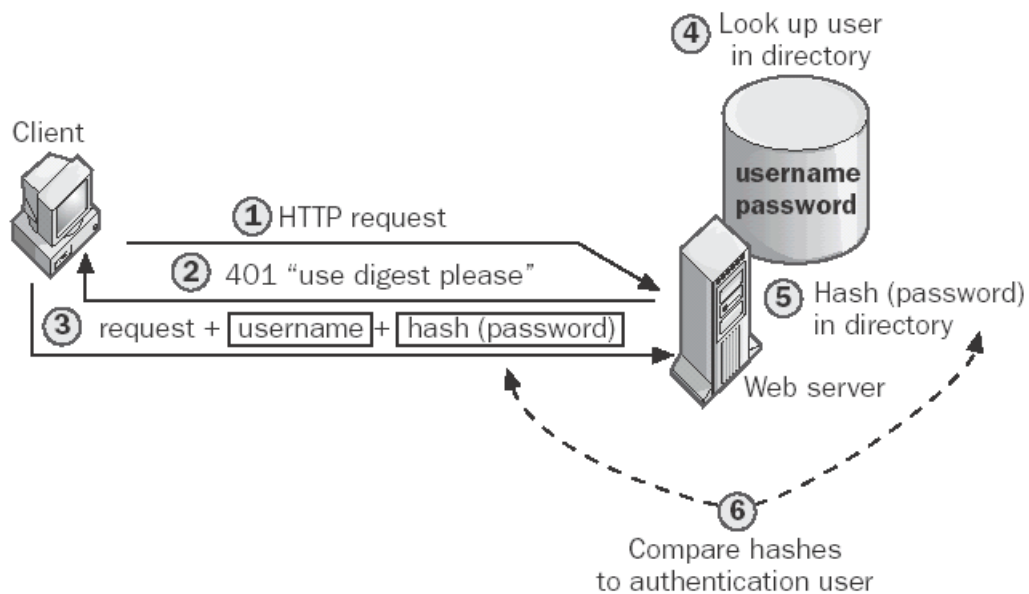 4 Look up user
in directory
Client
username
password
1 HTTP request
2 401 “use digest please”
5 Hash (password)
in directory
3 request + username + hash (password)
Web server
6
Compare hashes
to authentication user